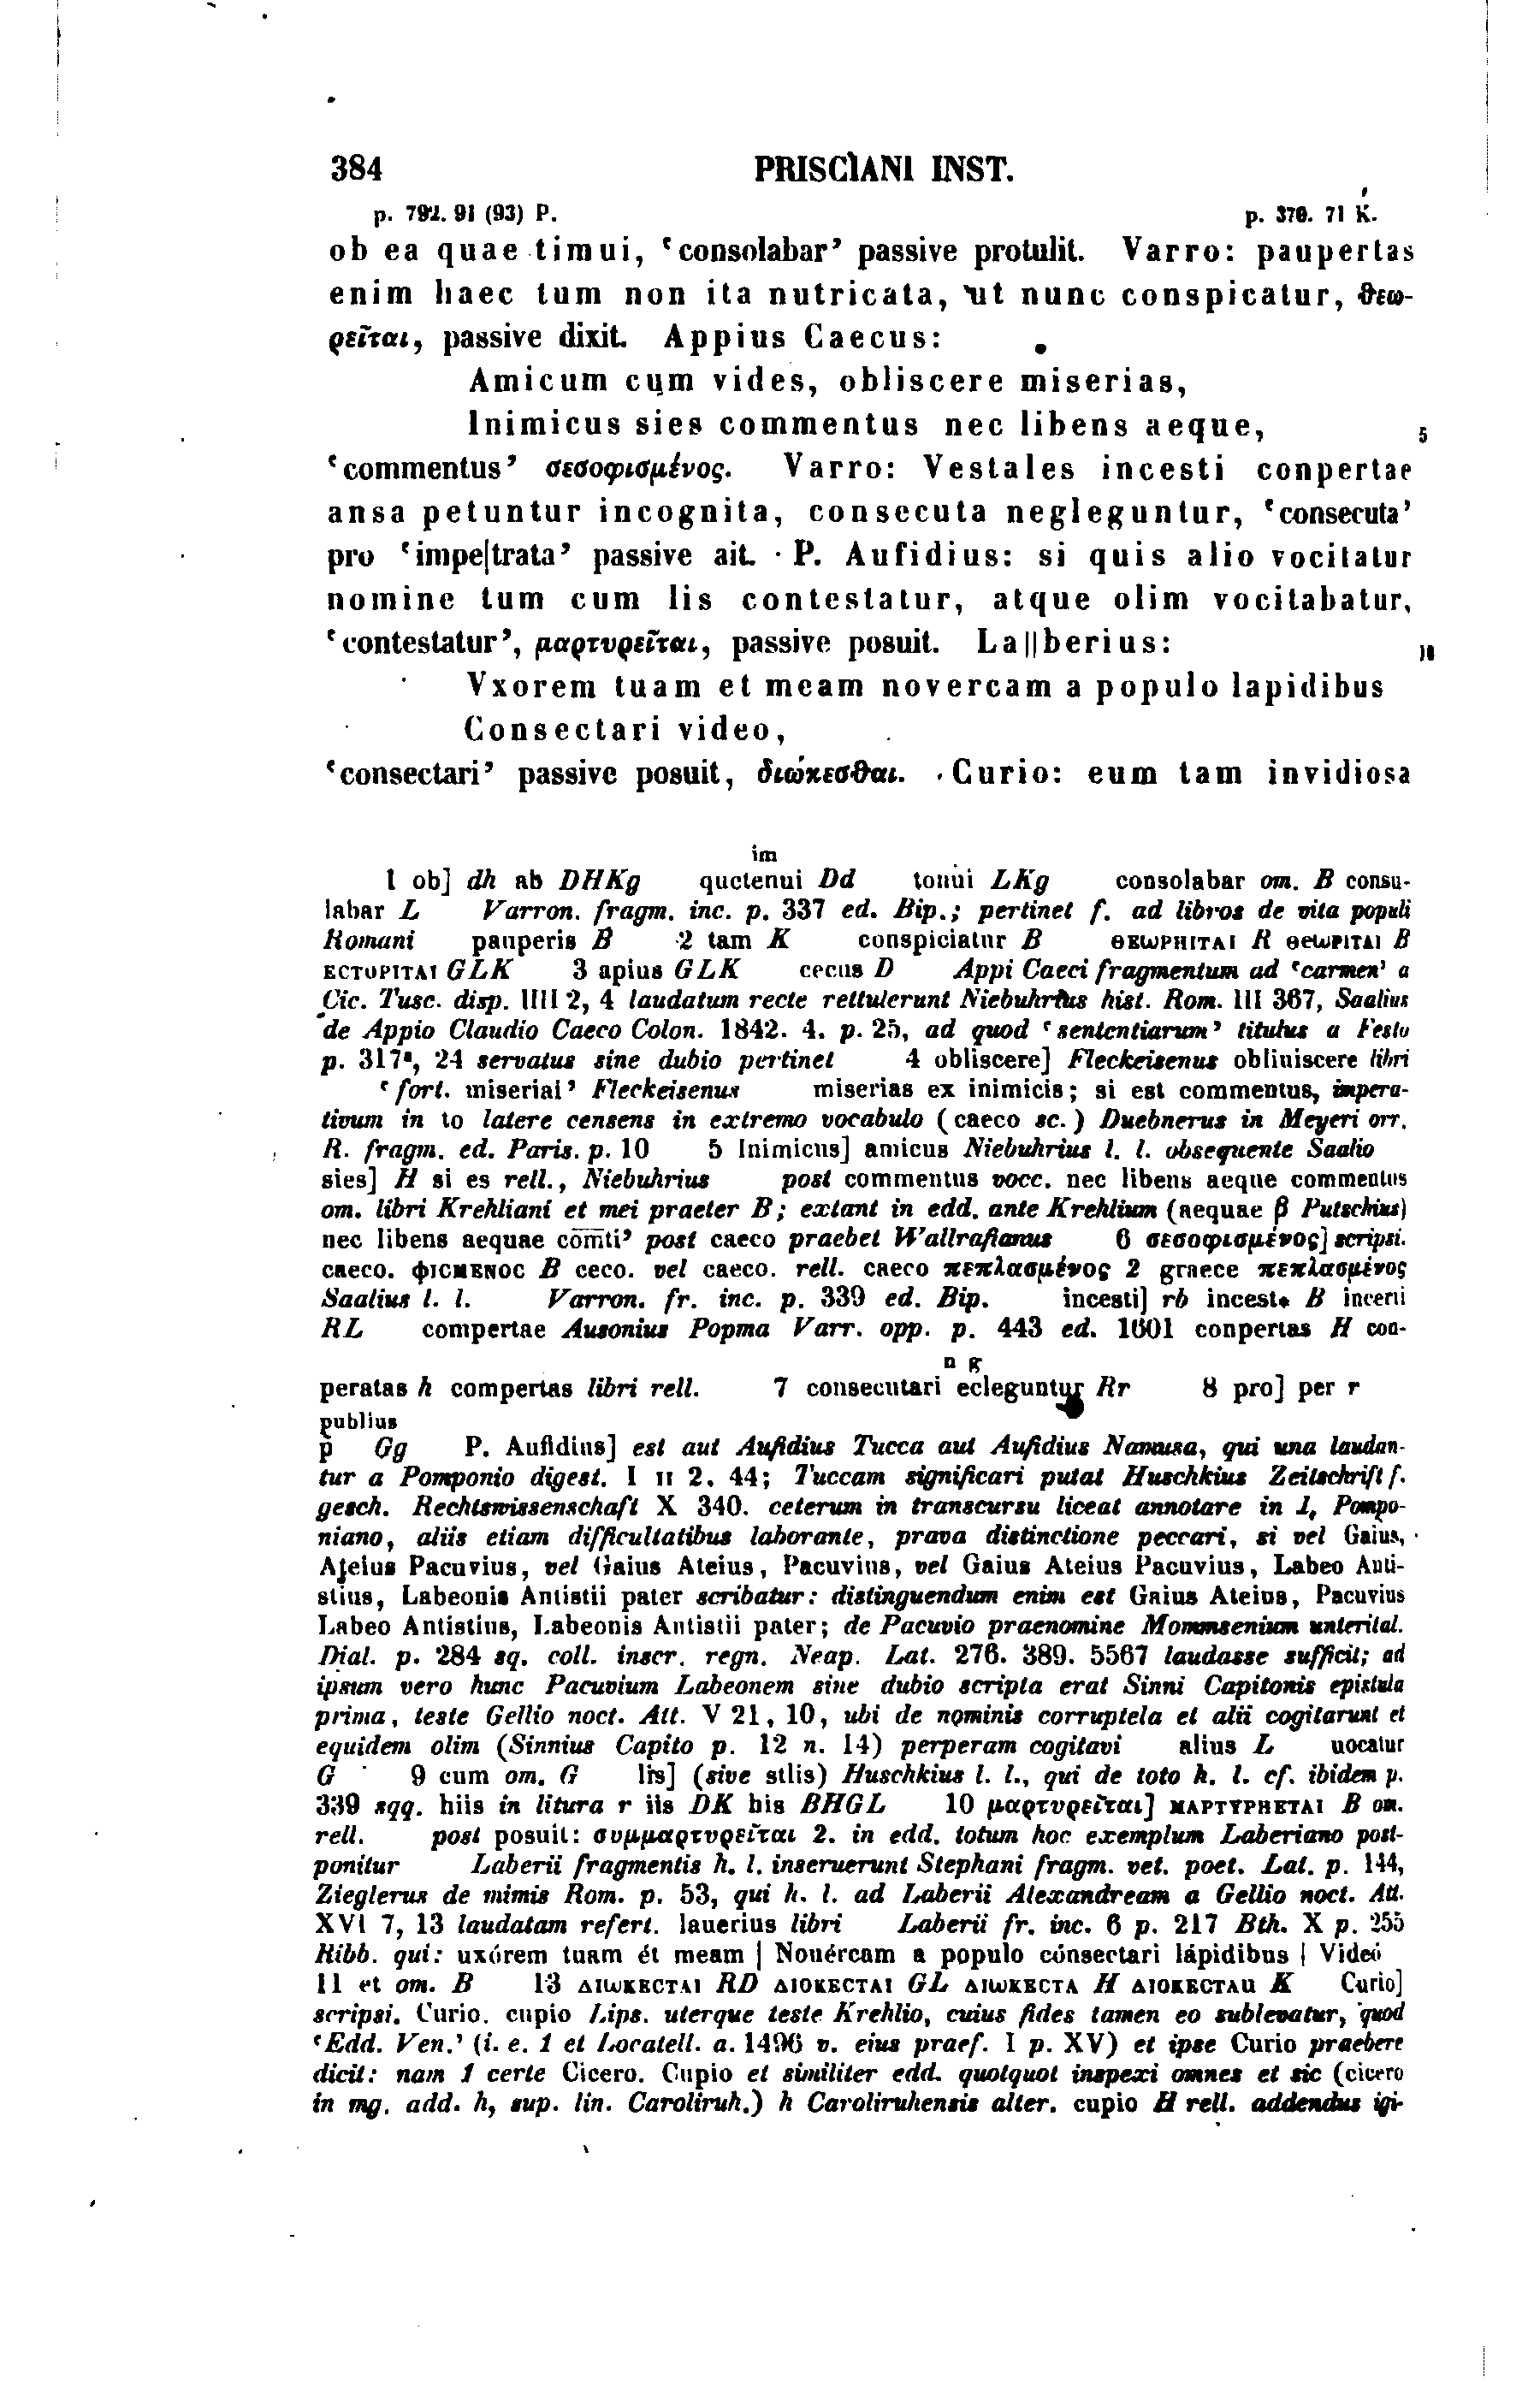 384 PRISCIANI INST.
p. 792. 91 (93) P. p. 370. 71 K.
ob ea quae timui, ‘consolabar’ passive protulit. Varro: paupertas
enim haec tum non ita nutricata, ut nunc conspicatur, θεω-
ρεῖται, passive dixit. Appius Caecus:
Amicum cum vides, obliscere miserias,
Inimicus sies commentus nec libens aeque, 5
‘commentus’ σεσοφισμένος. Varro: Vestales incesti conpertae
ansa petuntur incognita, consecuta negleguntur, ‘consecuta’
pro ‘impe|trata’ passive ait. P. Aufidius: si quis alio vocitatur
nomine tum cum lis contestatur, atque olim vocitabatur,
‘contestatur’, μαρτυρεῖται, passive posuit. La||berius: 10
Vxorem tuam et meam novercam a populo lapidibus
Consectari video,
‘consectari’ passive posuit, διώκεσθαι. Curio: eum tam invidiosa
im
1 ob] dh ab DHKg quctenui Dd tonui LKg consolabar om. B consu-
labar L Varron. fragm. inc. p. 337 ed. Bip.; pertinet f. ad libros de vita populi
Romani pauperis B 2 tam K conspiciatur B ΘΕωΡΗΙΤΑΙ R ΘΕωΡΙΤΑΙ B
ΕCΤΟΡΙΤΑΙ GLK 3 apius GLK cecus D Appi Caeci fragmentum ad ‘carmen’ a
Cic. Tusc. disp. IIII 2, 4 laudatum recte rettulerunt Niebuhrius hist. Rom. III 367, Saalius
de Appio Claudio Caeco Colon. 1842. 4. p. 25, ad quod ‘sententiarum’ titulus a Festo
p. 317ª, 24 servatus sine dubio pertinet 4 obliscere] Fleckeisenus obliuiscere libri
‘fort. miseriai’ Fleckeisenus miserias ex inimicis; si est commentus, impera-
tivum in to latere censens in extremo vocabulo (caeco sc.) Duebnerus in Meyeri orr.
R. fragm. ed. Paris. p. 10 5 Inimicus] amicus Niebuhrius l. l. obsequente Saalio
sies] H si es rell., Niebuhrius post commentus vocc. nec libens aeque commentus
om. libri Krehliani et mei praeter B; extant in edd. ante Krehlium (aequae β Putschius)
nec libens aequae com̅ti’ post caeco praebet Wallrafianus 6 σεσοφισμένος] scripsi.
caeco. ΦΙCΜΕΝΟC B ceco. vel caeco. rell. caeco πεπλασμένος 2 graece πεπλασμένος
Saalius l. l. Varron. fr. inc. p. 339 ed. Bip. incesti] rb incest* B incerti
RL compertae Ausonius Popma Varr. opp. p. 443 ed. 1601 conpertas H con-
n g
peratas h compertas libri rell. 7 consecutari ecleguntur Rr 8 pro] per r
publius
p Gg P. Aufidius] est aut Aufidius Tucca aut Aufidius Namusa, qui una laudan-
tur a Pomponio digest. I II 2. 44; Tuccam significari putat Huschkius Zeitschrift f.
gesch. Rechtswissenschaft X 340. ceterum in transcursu liceat annotare in I, Pompo-
niano, aliis etiam difficultatibus laborante, prava distinctione peccari, si vel Gaius,
Ateius Pacuvius, vel Gaius Ateius, Pacuvius, vel Gaius Ateius Pacuvius, Labeo Anti-
stius, Labeonis Antistii pater scribatur: distinguendum enim est Gaius Ateius, Pacuvius
Labeo Antistius, Labeonis Antistii pater; de Pacuvio praenomine Mommsenium unterital.
Dial. p. 284 sq. coll. inscr. regn. Neap. Lat. 276. 389. 5567 laudasse sufficit; ad
ipsum vero hunc Pacuvium Labeonem sine dubio scripta erat Sinni Capitonis epistula
prima, teste Gellio noct. Att. V 21, 10, ubi de nominis corruptela et alii cogitarunt et
equidem olim (Sinnius Capito p. 12 n. 14) perperam cogitavi alius L uocatur
G 9 cum om. G lis] (sive stlis) Huschkius l. l., qui de toto h. l. cf. ibidem p.
339 sqq. hiis in litura r iis DK his BHGL 10 μαρτυρεῖται] ΜΑΡΤΥΡΗΕΤΑΙ B om.
rell. post posuit: συμμαρτυρεῖται 2. in edd. totum hoc exemplum Laberiano post-
ponitur Laberii fragmentis h. l. inseruerunt Stephani fragm. vet. poet. Lat. p. 144,
Zieglerus de mimis Rom. p. 53, qui h. l. ad Laberii Alexandream a Gellio noct. Att.
XVI 7, 13 laudatam refert. lauerius libri Laberii fr. inc. 6 p. 217 Bth. X p. 255
Ribb. qui: uxórem tuam ét meam | Nouércam a populo cónsectari lápidibus | Videó
11 et om. B 13 ΔΙωΚΕCΤΑΙ RD ΔΙΟΚΕCΤΑΙ GL ΔΙωΚΕCΤΑ H ΔΙΟΚΕCΤΑU K Curio]
scripsi. Curio. cupio Lips. uterque teste Krehlio, cuius fides tamen eo sublevatur, quod
‘Edd. Ven.’ (i. e. 1 et Locatell. a. 1496 v. eius praef. I p. XV) et ipse Curio praebere
dicit: nam 1 certe Cicero. Cupio et similiter edd. quotquot inspexi omnes et sic (cicero
in mg. add. h, sup. lin. Caroliruh.) h Caroliruhensis alter. cupio H rell. addendus igi-